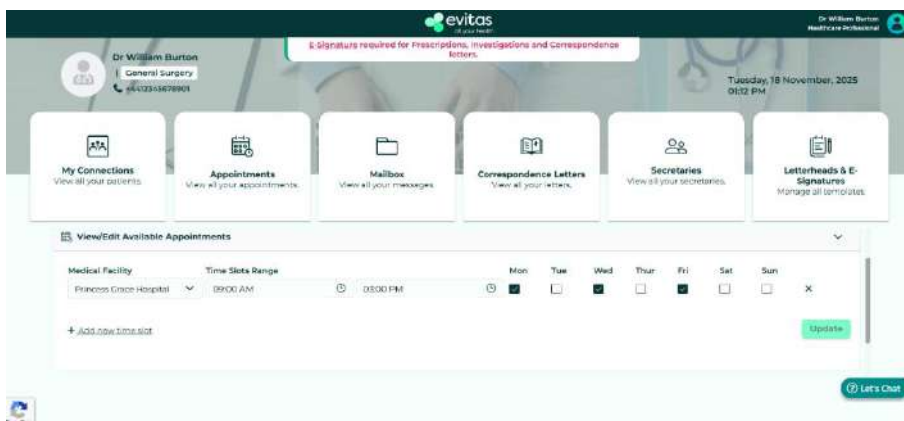 evitas
all your health
Dr William Burton
Healthcare Professional
E-Signature required for Prescriptions, Investigations and Correspondence
letters.
Dr William Burton
General Surgery
+4412345678901
Tuesday, 18 November, 2025
01:12 PM
My Connections
View all your patients.
Appointments
View all your appointments.
Mailbox
View all your messages.
Correspondence Letters
View all your letters.
Secretaries
View all your secretaries.
Letterheads & E-
Signatures
Manage all templates.
View/Edit Available Appointments
Medical Facility Time Slots Range Mon Tue Wed Thur Fri Sat Sun
Princess Grace Hospital 09:00 AM 03:00 PM
+ Add new time slot
Update
Let's Chat